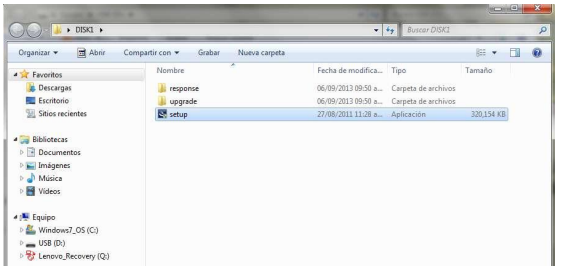 DISK1
Buscar DISK1
Organizar Abrir Compartir con Grabar Nueva carpeta
Nombre Fecha de modifica... Tipo Tamaño
Favoritos
Descargas
Escritorio
Sitios recientes
response 06/09/2013 09:50 a... Carpeta de archivos
upgrade 06/09/2013 09:50 a... Carpeta de archivos
setup 27/08/2011 11:28 a... Aplicación 320,154 KB
Bibliotecas
Documentos
Imágenes
Música
Vídeos
Equipo
Windows7_OS (C:)
USB (D:)
Lenovo_Recovery (Q:)